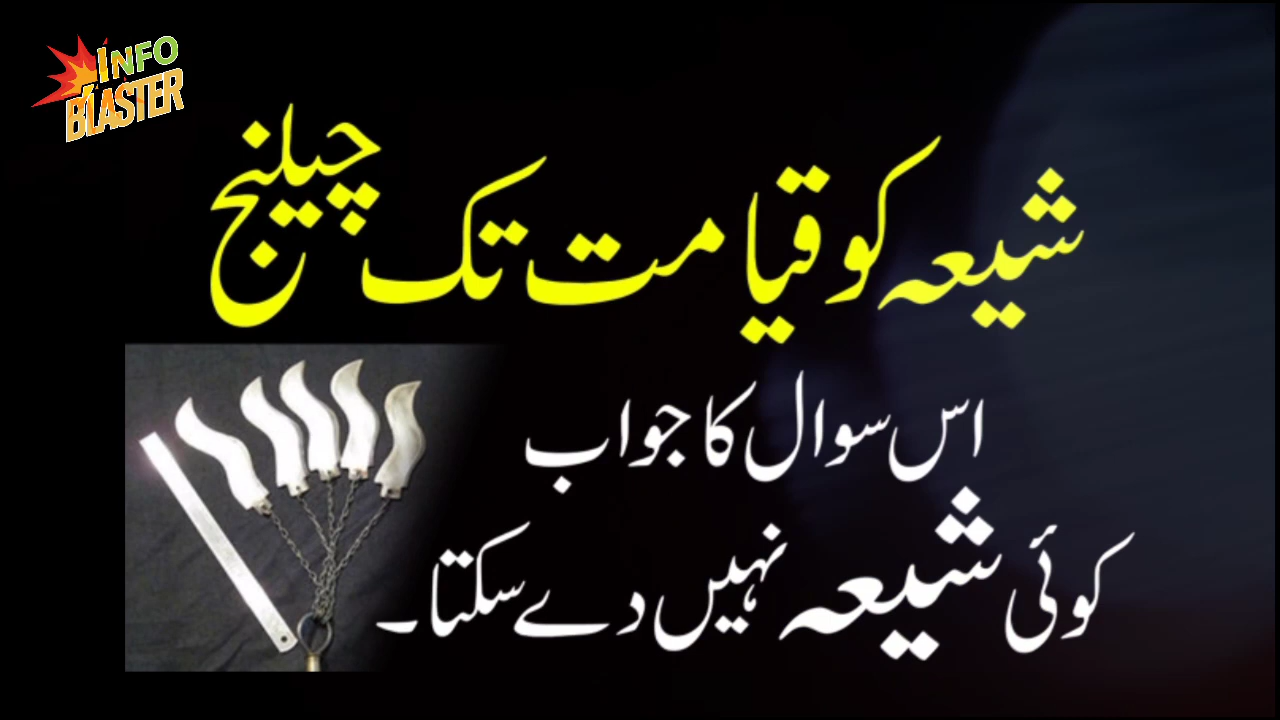 INFO
BLASTER
شیعہ کو قیامت تک چیلنج
اس سوال کا جواب
کوئی شیعہ نہیں دے سکتا۔